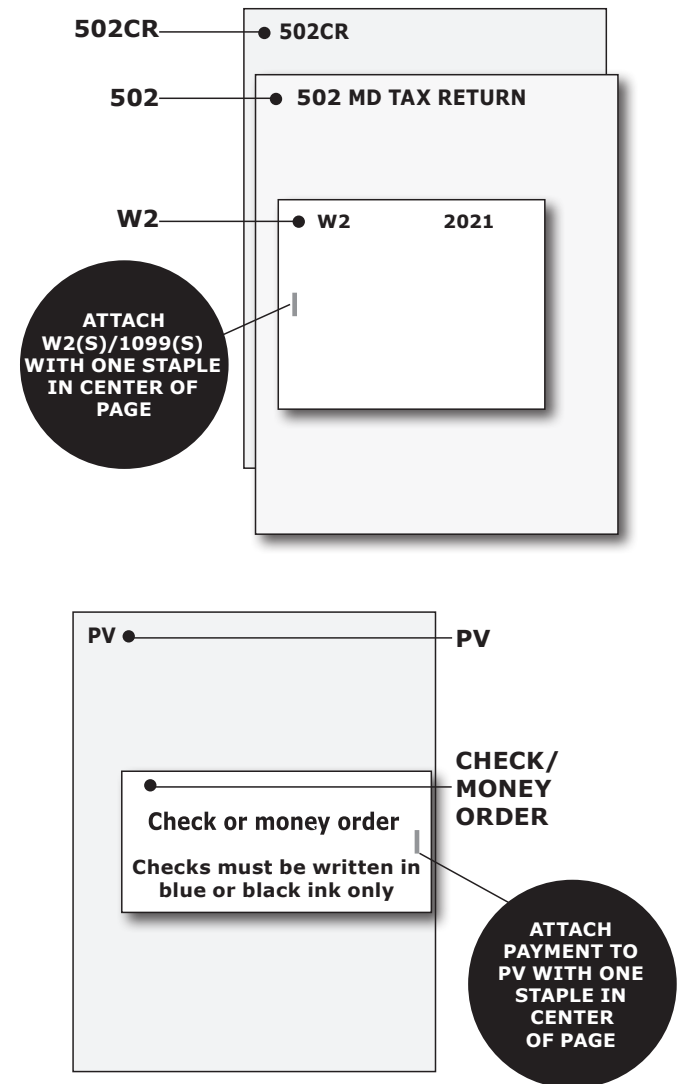 502CR
502CR
502
502 MD TAX RETURN
W2
W2 2021
ATTACH
W2(S)/1099(S)
WITH ONE STAPLE
IN CENTER OF
PAGE
PV
PV
CHECK/
MONEY
ORDER
Check or money order
Checks must be written in
blue or black ink only
ATTACH
PAYMENT TO
PV WITH ONE
STAPLE IN
CENTER
OF PAGE